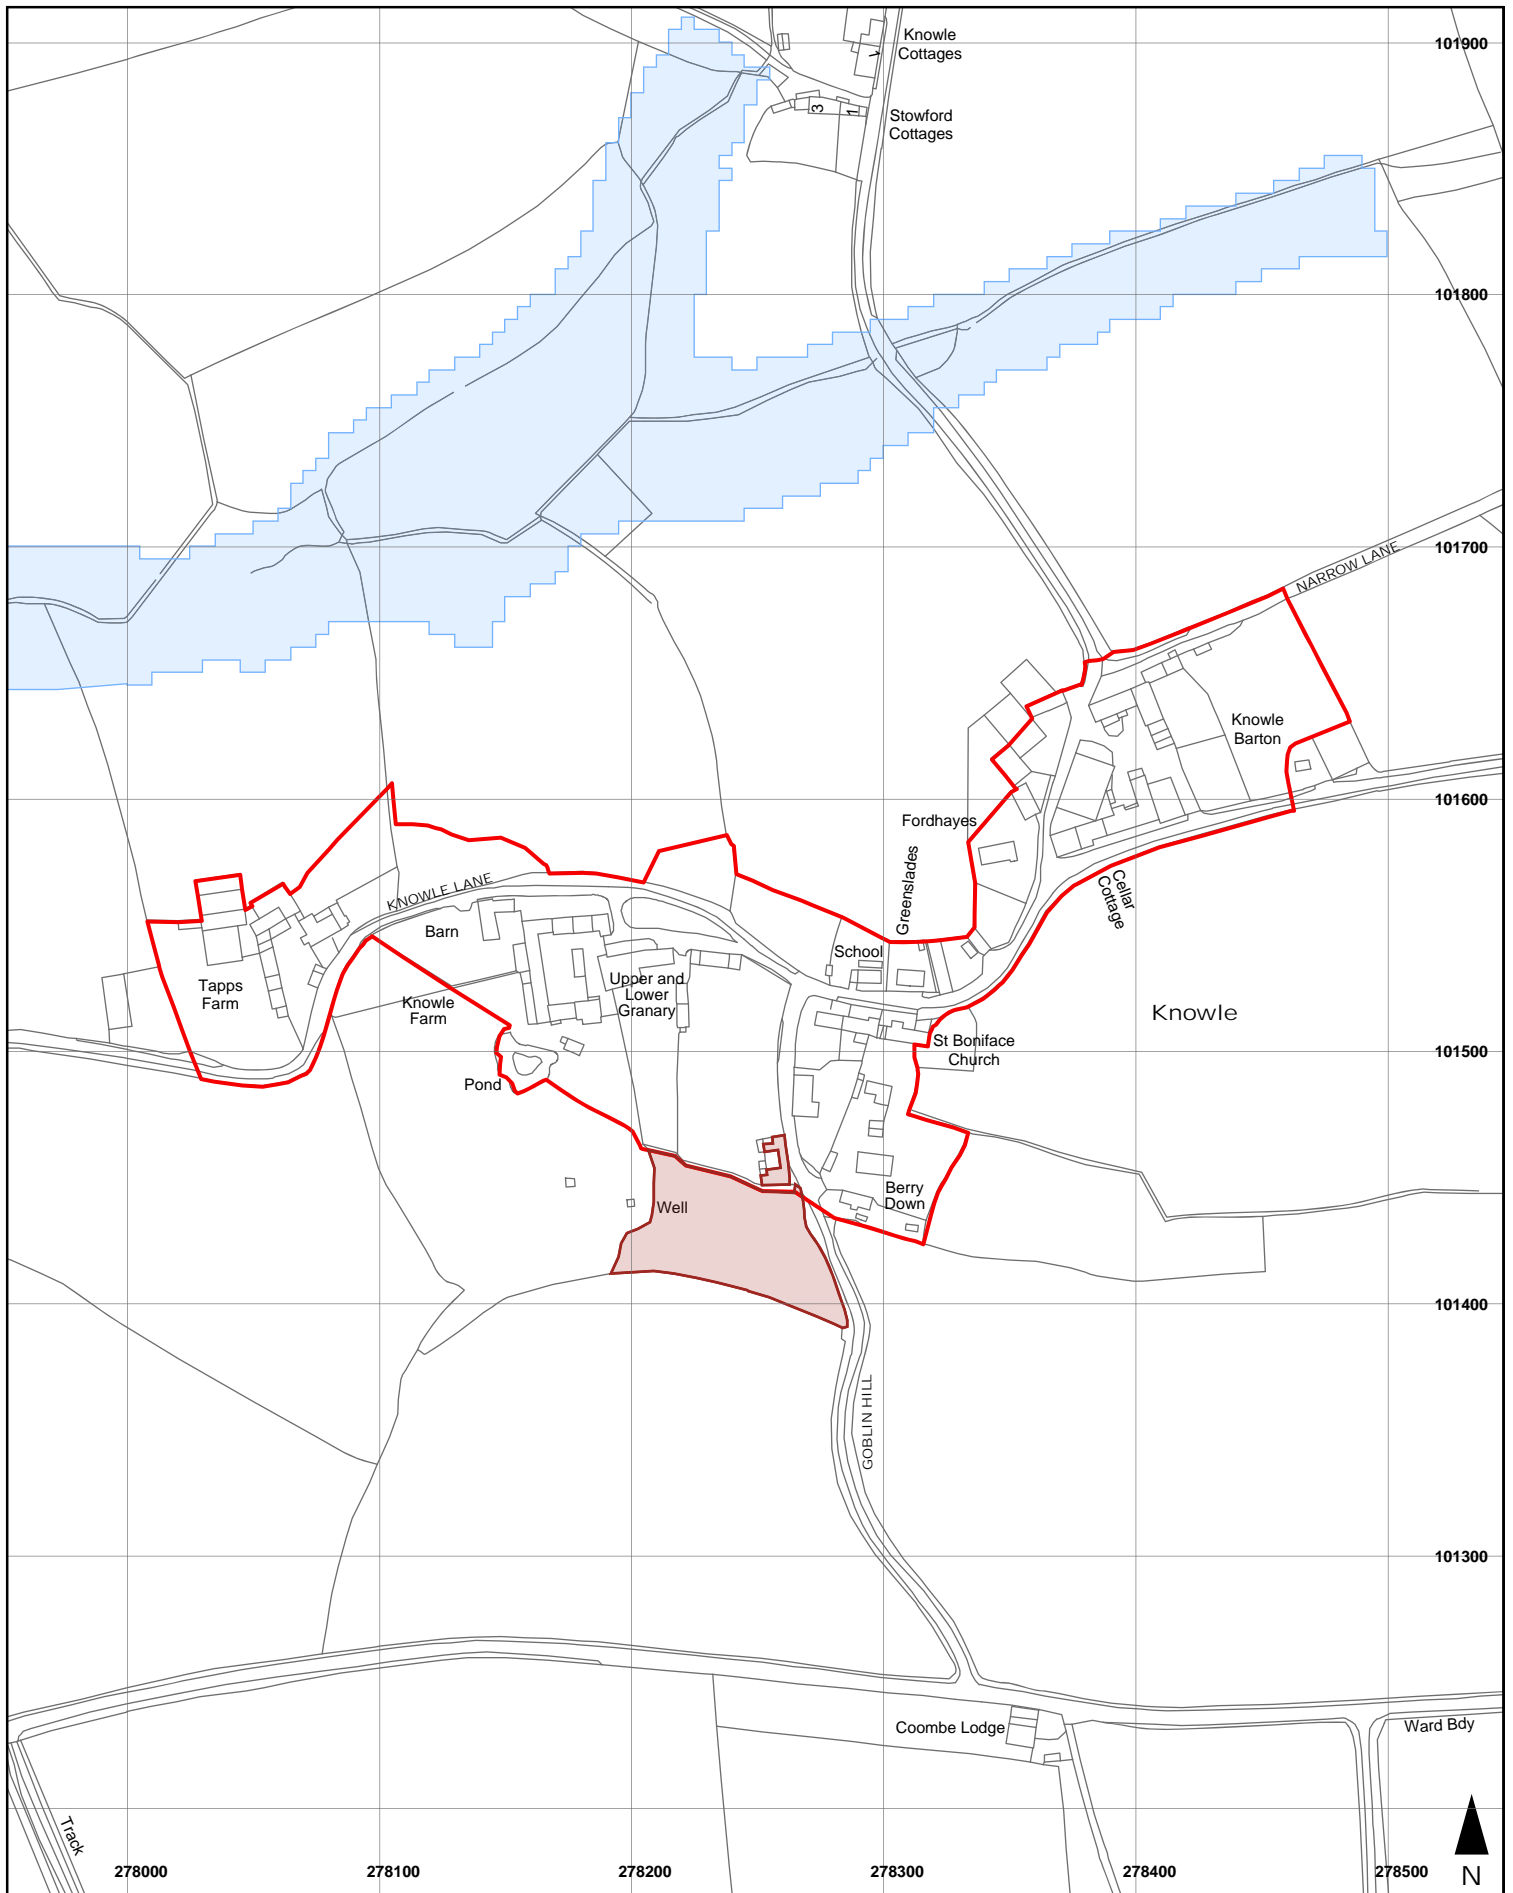 Knowle
Cottages
101900
1
3
1
Stowford
Cottages
101800
101700
NARROW LANE
Knowle
Barton
101600
Fordhayes
Greenslades
Cellar
Cottage
KNOWLE LANE
Barn
School
Tapps
Farm
Knowle
Farm
Upper and
Lower
Granary
Knowle
St Boniface
Church
101500
Pond
Berry
Down
Well
101400
GOBLIN HILL
101300
Coombe Lodge
Ward Bdy
Track
278000
278100
278200
278300
278400
278500
N